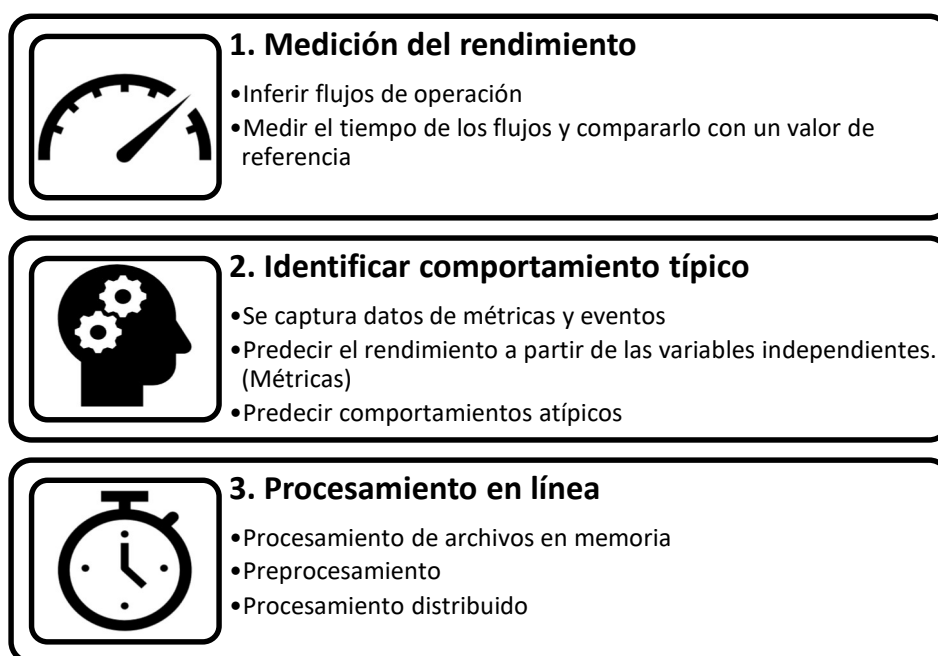 1. Medición del rendimiento
•Inferir flujos de operación
•Medir el tiempo de los flujos y compararlo con un valor de
referencia
2. Identificar comportamiento típico
•Se captura datos de métricas y eventos
•Predecir el rendimiento a partir de las variables independientes.
(Métricas)
•Predecir comportamientos atípicos
3. Procesamiento en línea
•Procesamiento de archivos en memoria
•Preprocesamiento
•Procesamiento distribuido